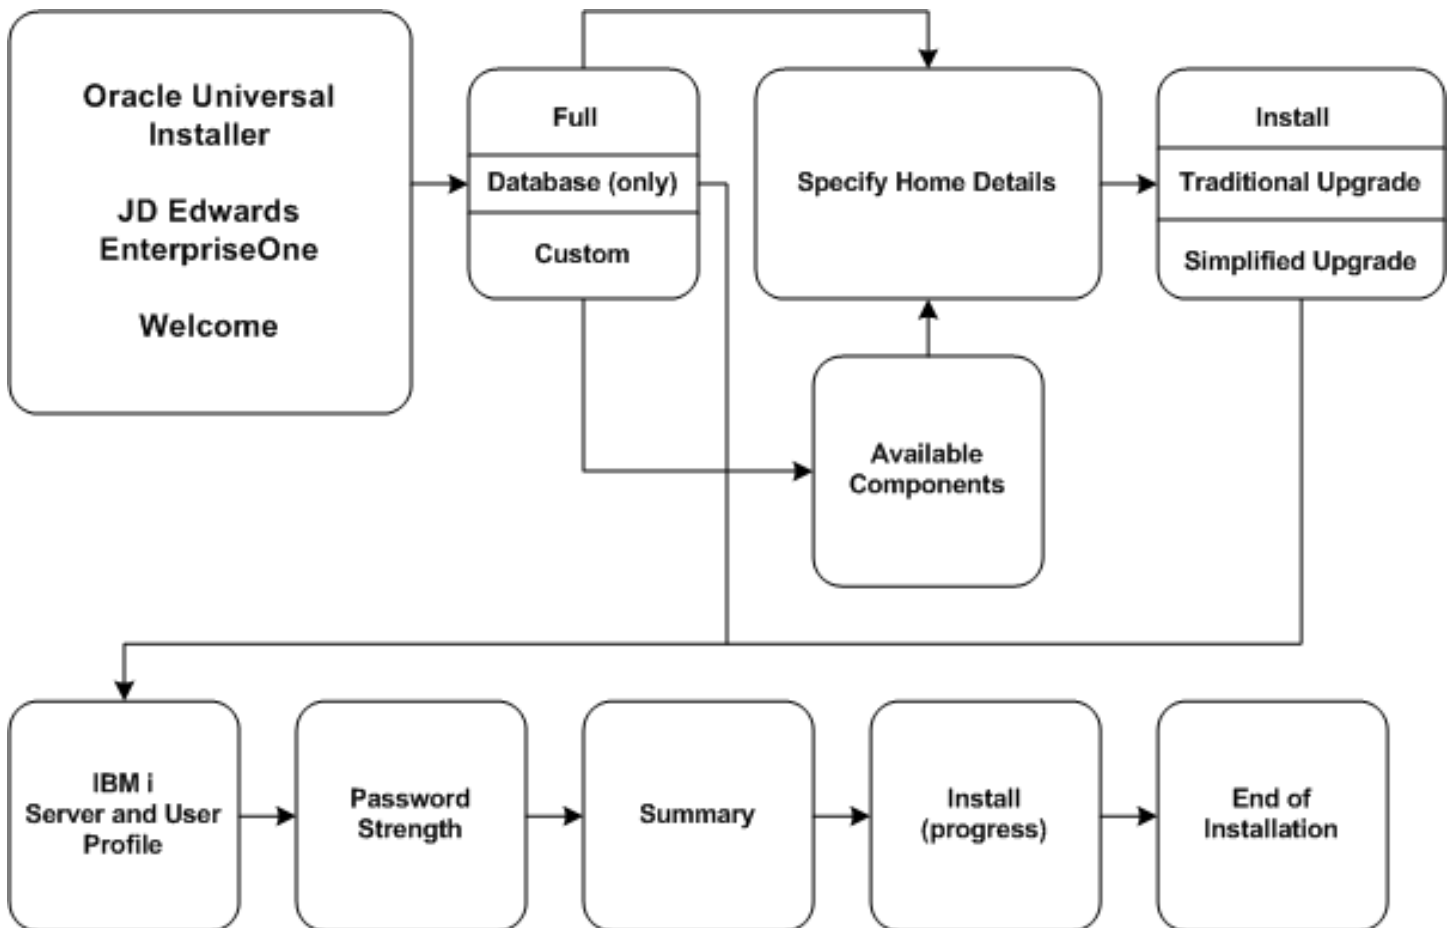 Oracle Universal
Installer
JD Edwards
EnterpriseOne
Welcome
Full
Database (only)
Custom
Specify Home Details
Install
Traditional Upgrade
Simplified Upgrade
Available
Components
IBM i
Server and User
Profile
Password
Strength
Summary
Install
(progress)
End of
Installation